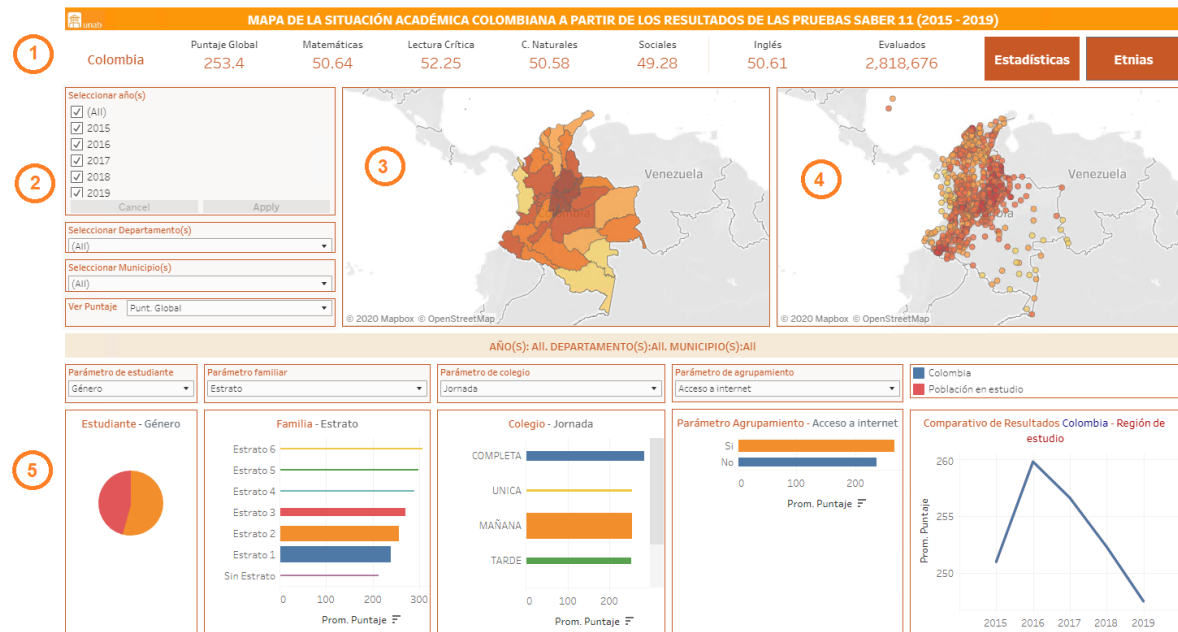 unab
MAPA DE LA SITUACIÓN ACADÉMICA COLOMBIANA A PARTIR DE LOS RESULTADOS DE LAS PRUEBAS SABER 11 (2015 - 2019)
1
Colombia
Puntaje Global
253.4
Matemáticas
50.64
Lectura Crítica
52.25
C. Naturales
50.58
Sociales
49.28
Inglés
50.61
Evaluados
2,818,676
Estadísticas
Etnias
2
Seleccionar año(s)
(All)
2015
2016
2017
2018
2019
Cancel
Apply
Seleccionar Departamento(s)
(All)
Seleccionar Municipio(s)
(All)
Ver Puntaje
Punt. Global
3
Venezuela
© 2020 Mapbox © OpenStreetMap
4
Venezuela
© 2020 Mapbox © OpenStreetMap
AÑO(S): All. DEPARTAMENTO(S):All. MUNICIPIO(S):All
Parámetro de estudiante
Género
Parámetro familiar
Estrato
Parámetro de colegio
Jornada
Parámetro de agrupamiento
Acceso a internet
Colombia
Población en estudio
5
Estudiante - Género
Familia - Estrato
Estrato 6
Estrato 5
Estrato 4
Estrato 3
Estrato 2
Estrato 1
Sin Estrato
0 100 200 300
Prom. Puntaje
Colegio - Jornada
COMPLETA
UNICA
MAÑANA
TARDE
0 100 200
Prom. Puntaje
Parámetro Agrupamiento - Acceso a internet
Si
No
0 100 200
Prom. Puntaje
Comparativo de Resultados Colombia - Región de
estudio
Prom. Puntaje
260
255
250
2015 2016 2017 2018 2019